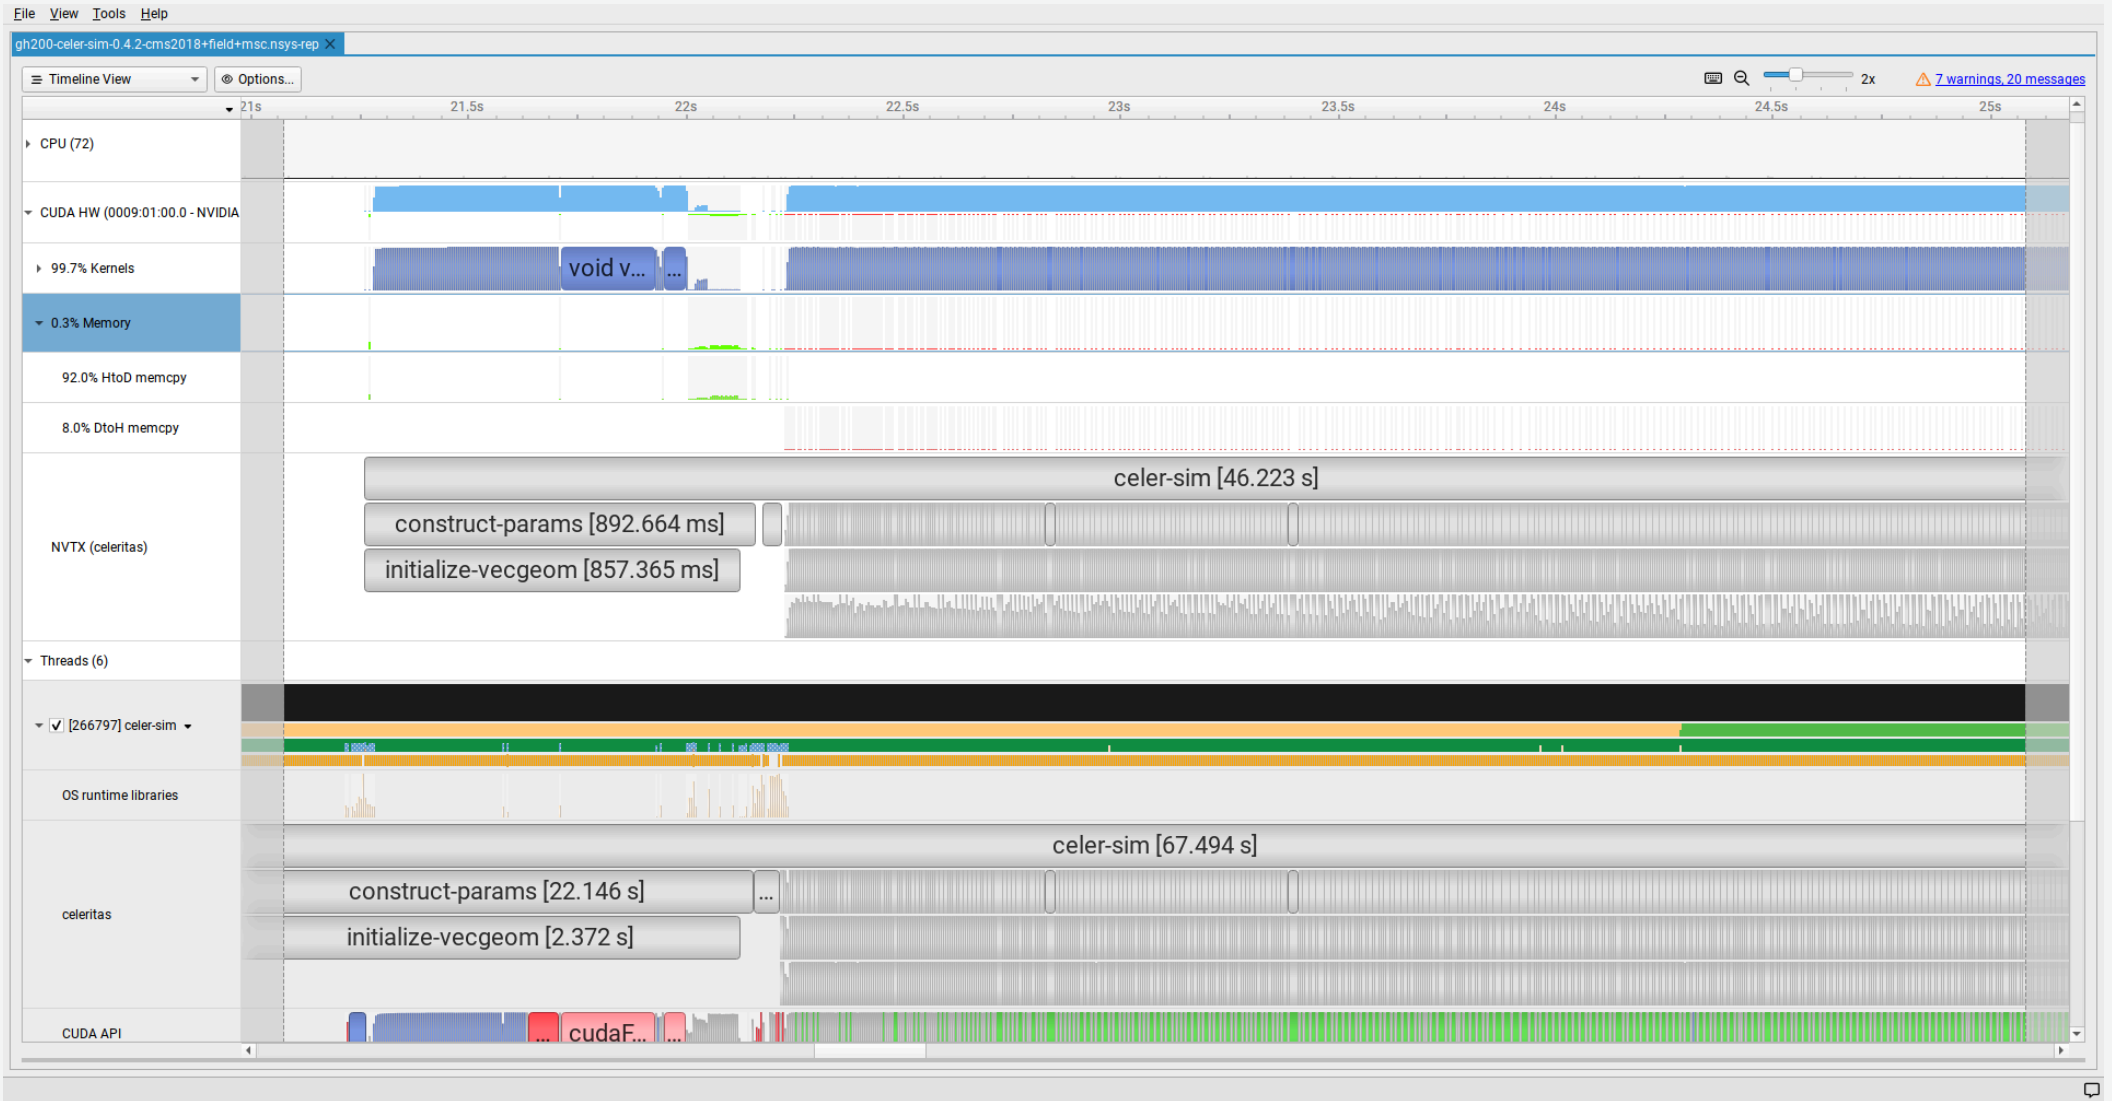 File View Tools Help
gh200-celer-sim-0.4.2-cms2018+field+msc.nsys-rep
Timeline View Options... 2x 7 warnings, 20 messages
21s 21.5s 22s 22.5s 23s 23.5s 24s 24.5s 25s
CPU (72)
CUDA HW (0009:01:00.0 - NVIDIA
99.7% Kernels void v... ...
0.3% Memory
92.0% HtoD memcpy
8.0% DtoH memcpy
celer-sim [46.223 s]
construct-params [892.664 ms]
NVTX (celeritas)
initialize-vecgeom [857.365 ms]
Threads (6)
[266797] celer-sim
OS runtime libraries
celer-sim [67.494 s]
construct-params [22.146 s] ...
celeritas
initialize-vecgeom [2.372 s]
CUDA API ... cudaF... ...